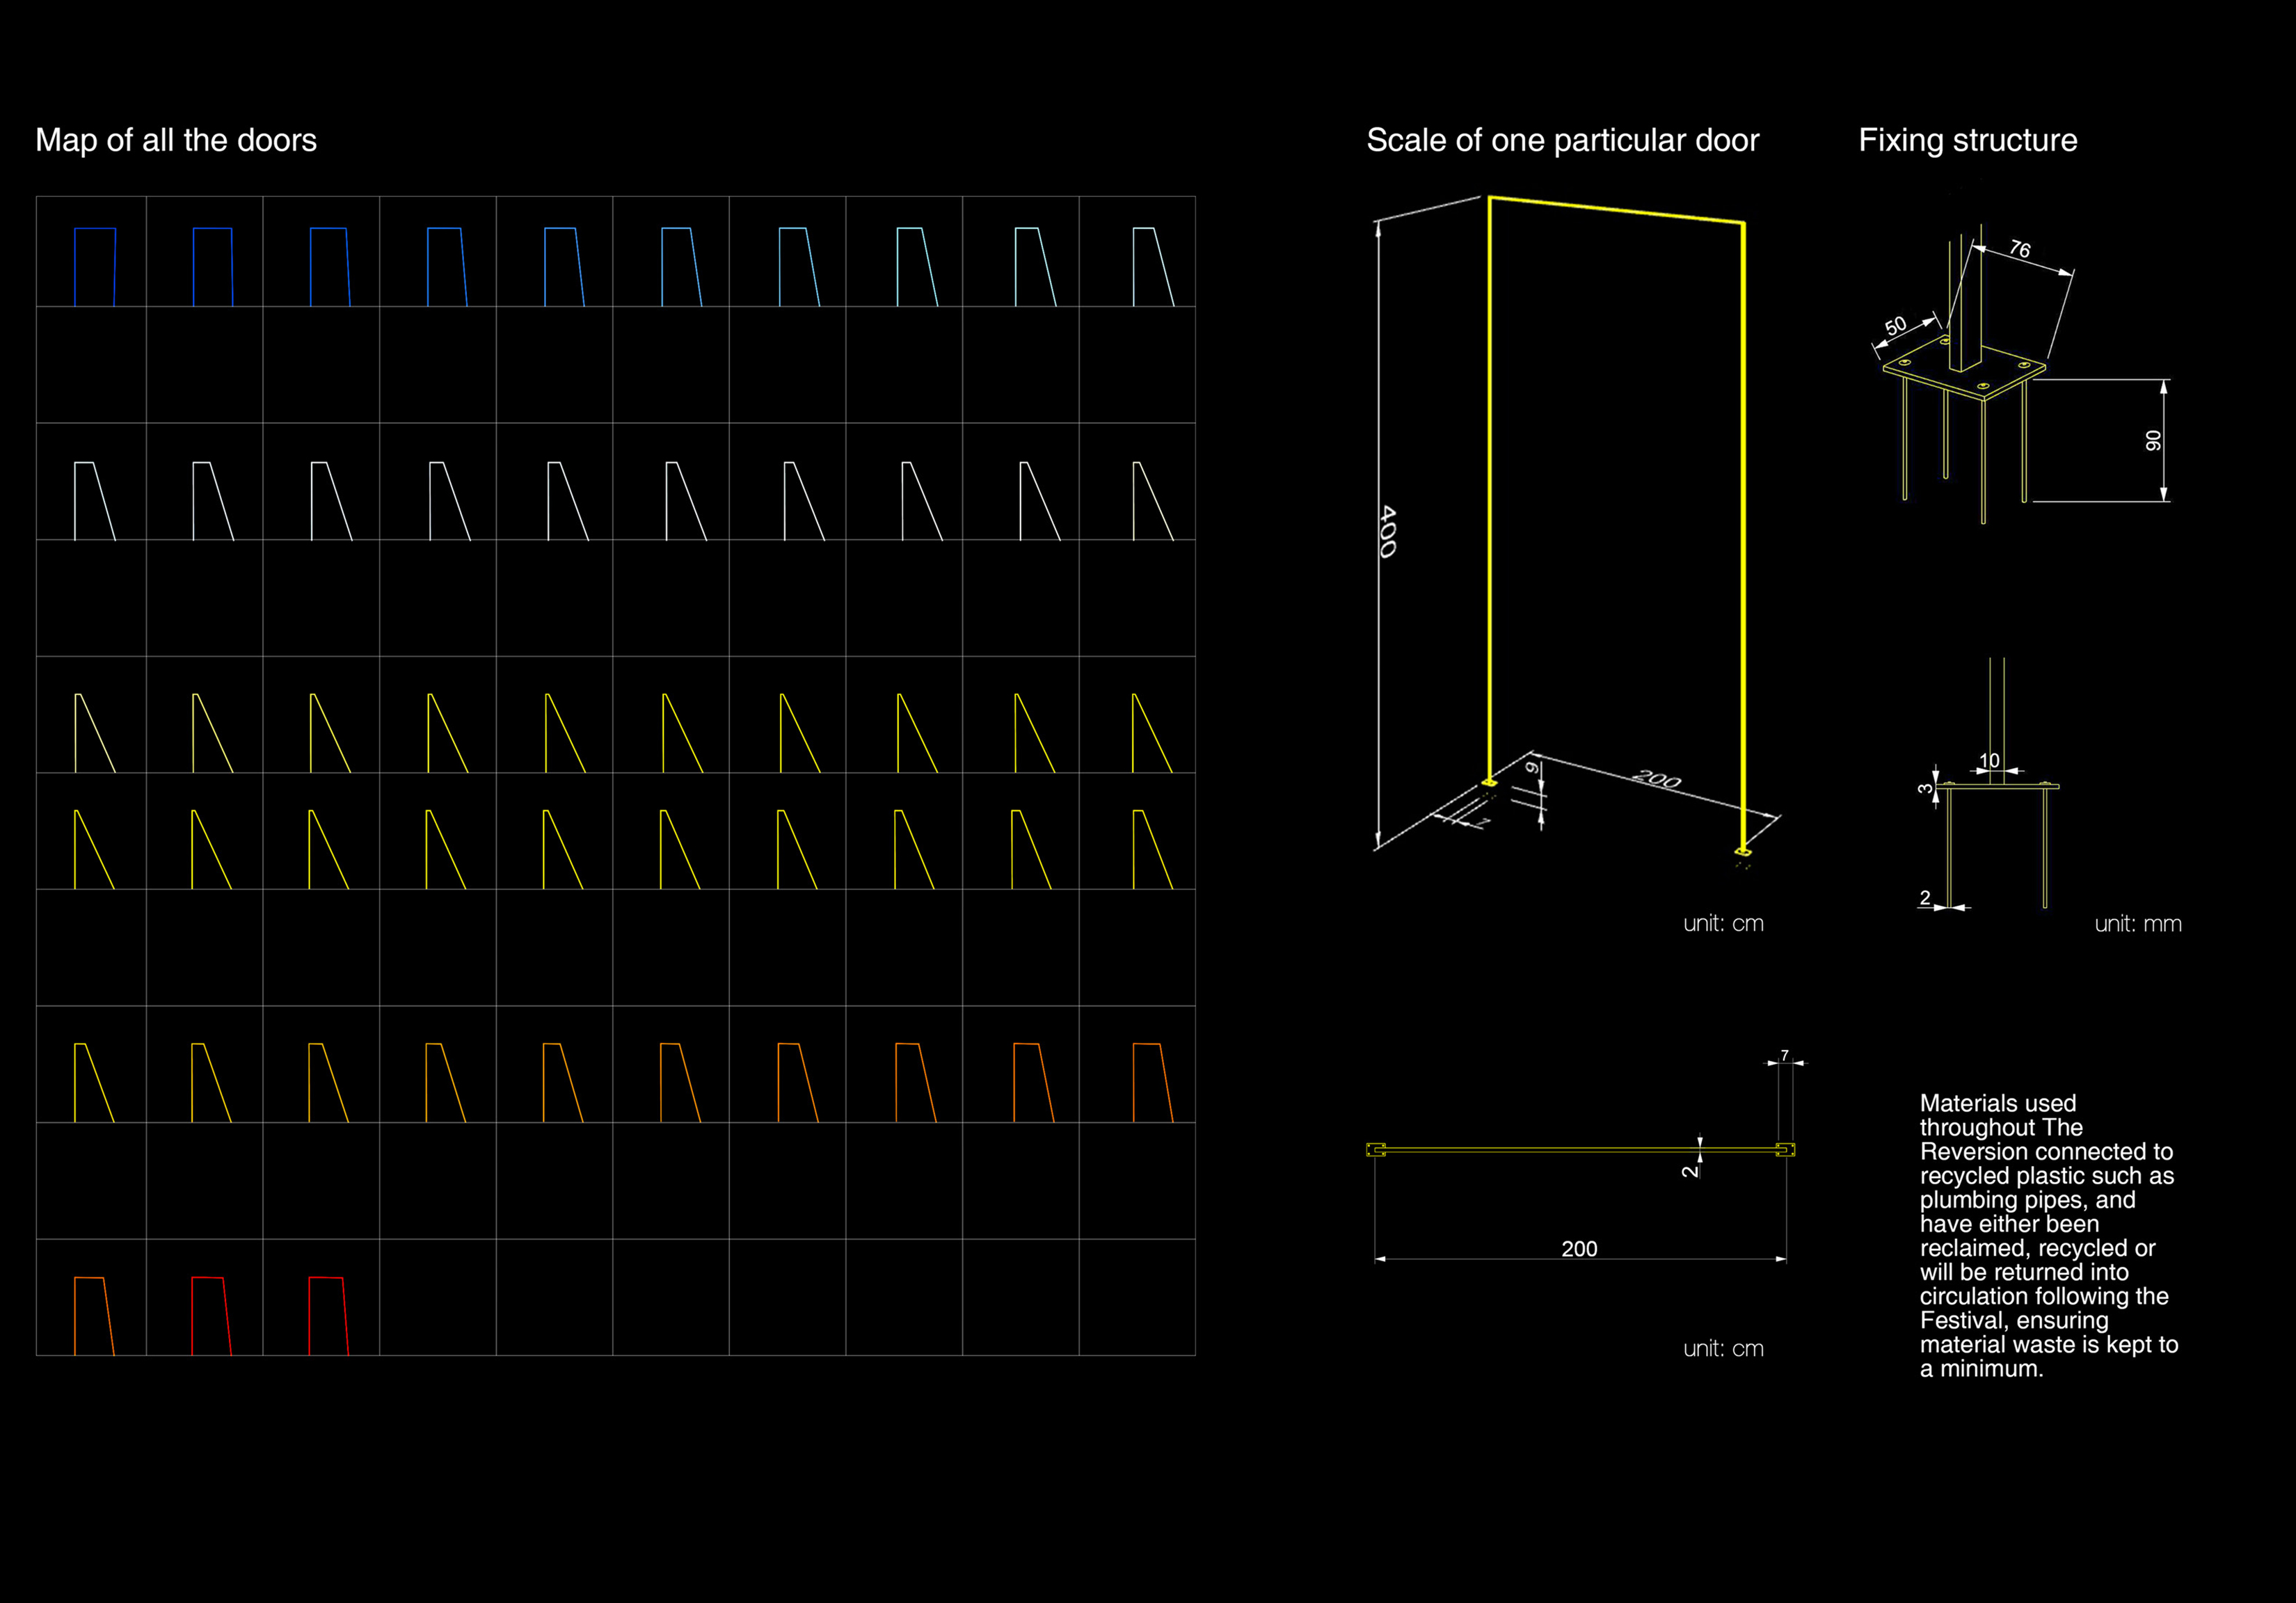 Map of all the doors
Scale of one particular door
Fixing structure
400
200
9
7
unit: cm
76
50
90
10
3
2
unit: mm
7
2
200
unit: cm
Materials used
throughout The
Reversion connected to
recycled plastic such as
plumbing pipes, and
have either been
reclaimed, recycled or
will be returned into
circulation following the
Festival, ensuring
material waste is kept to
a minimum.